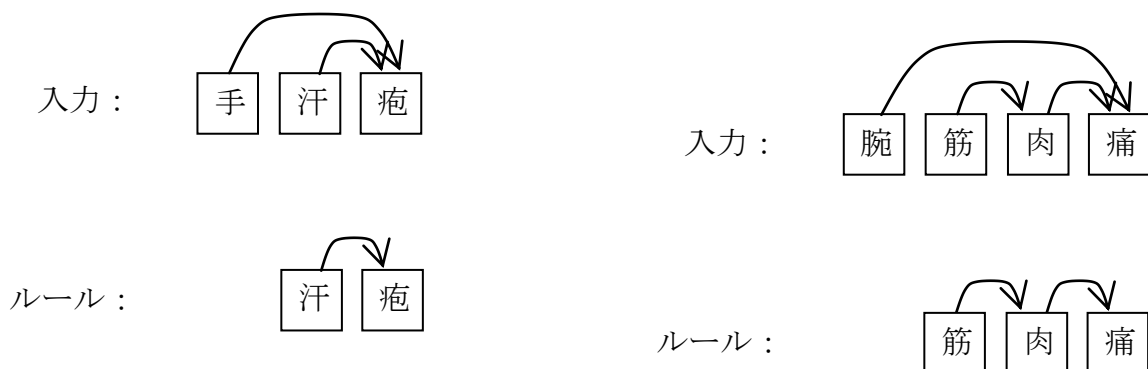 入力： 手 汗 疱
入力： 腕 筋 肉 痛
ルール： 汗 疱
ルール： 筋 肉 痛